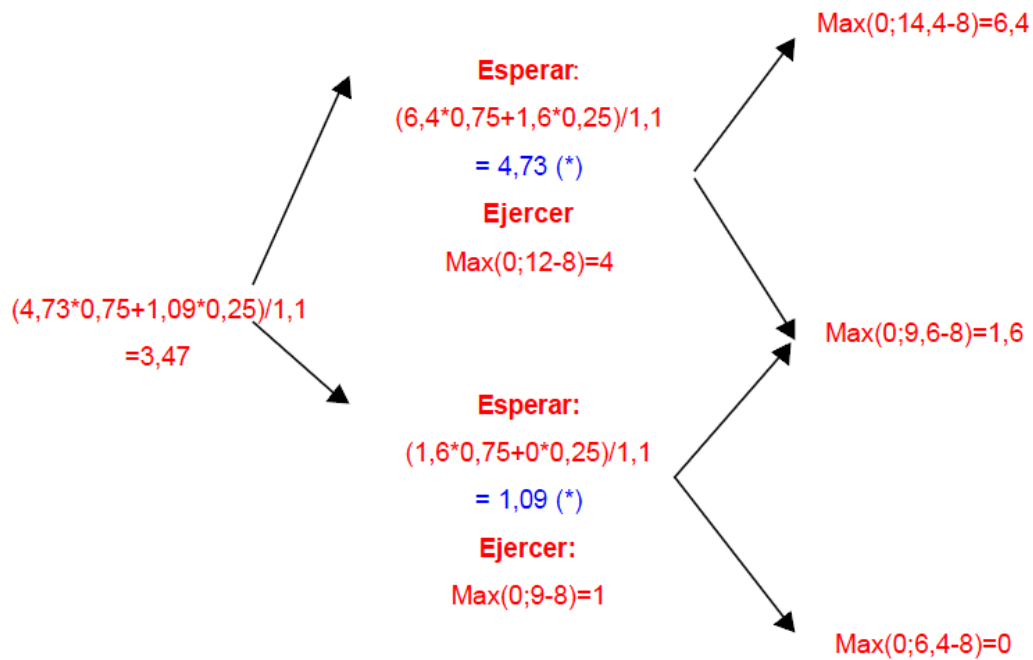 (4,73*0,75+1,09*0,25)/1,1
=3,47
Esperar:
(6,4*0,75+1,6*0,25)/1,1
= 4,73 (*)
Ejercer
Max(0;12-8)=4
Esperar:
(1,6*0,75+0*0,25)/1,1
= 1,09 (*)
Ejercer:
Max(0;9-8)=1
Max(0;14,4-8)=6,4
Max(0;9,6-8)=1,6
Max(0;6,4-8)=0